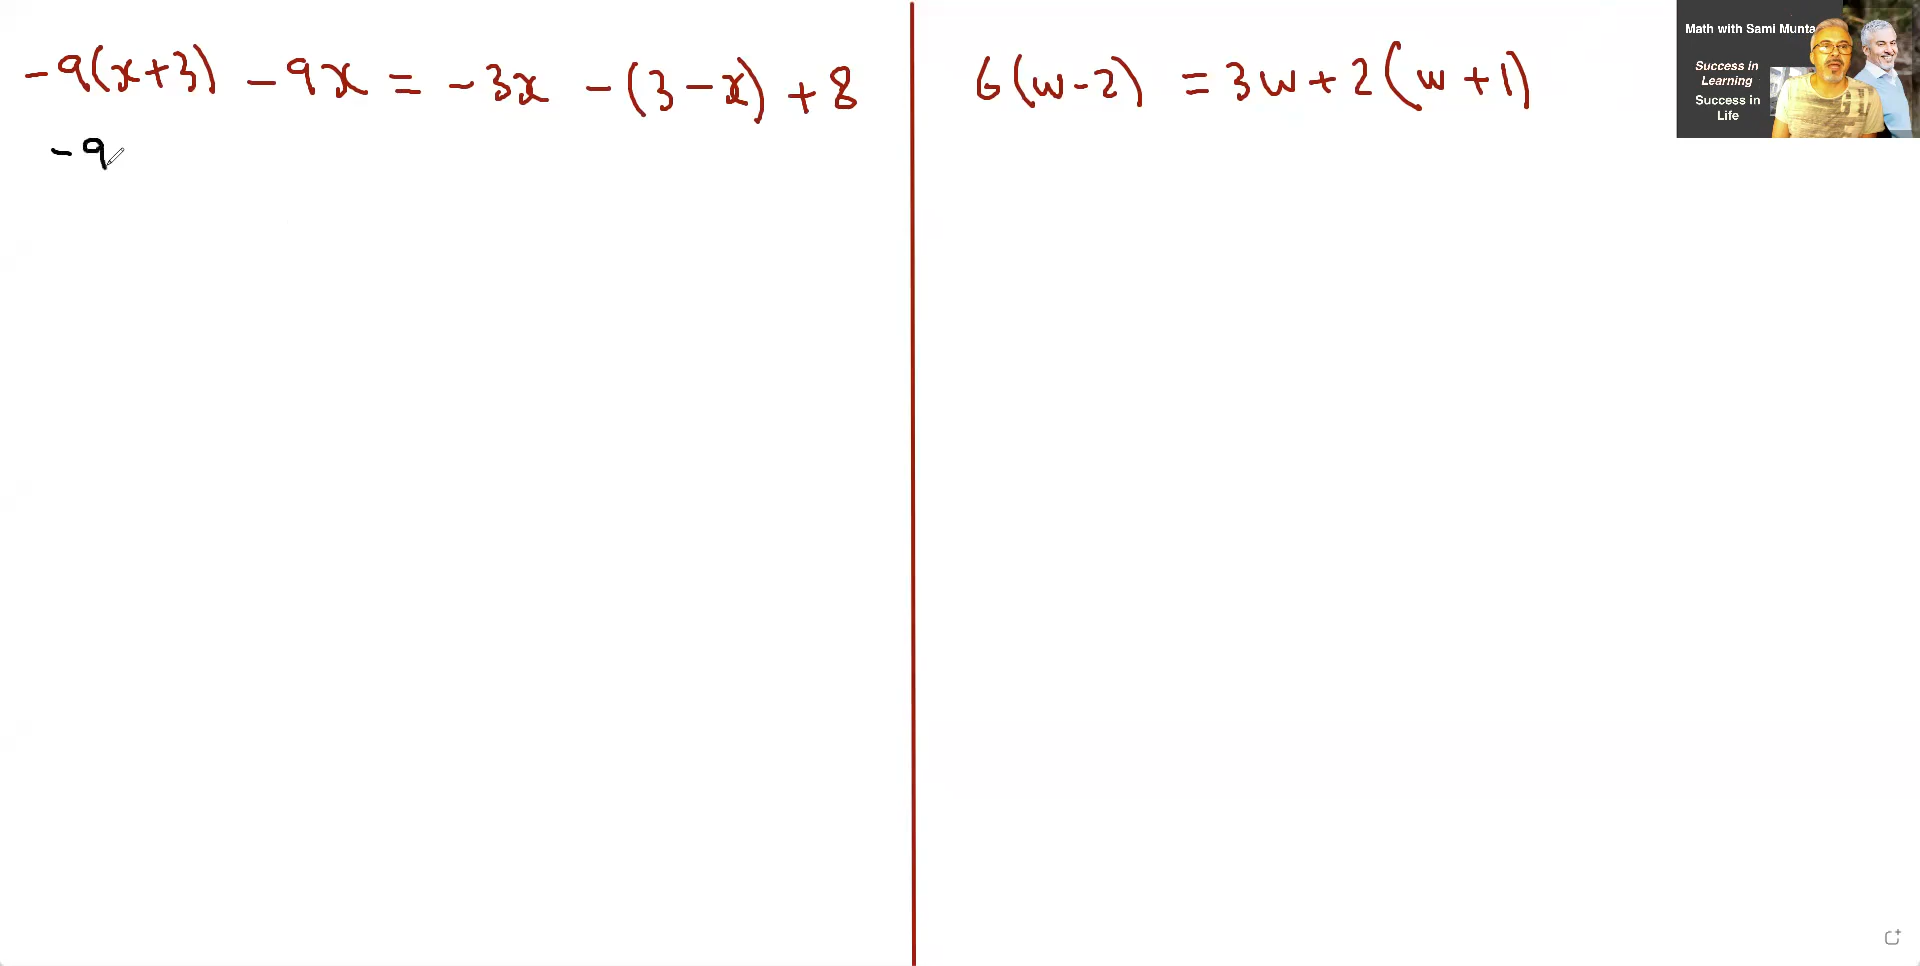 -9(x+3) -9x = -3x -(3-x) +8
-9
6(w-2) = 3w+2(w+1)
Math with Sami Munta
Success in
Learning
Success in
Life